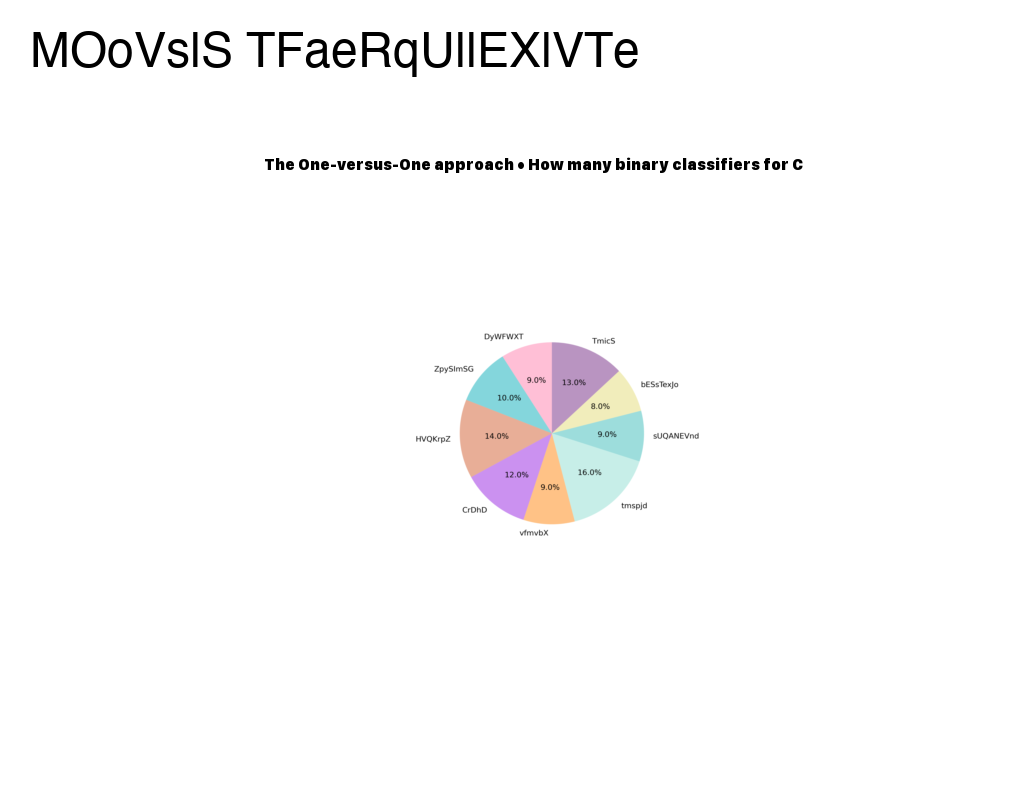 MOoVslS TFaeRqUllEXlVTe
The One-versus-One approach • How many binary classifiers for C
DyWFWXT
TmicS
ZpySlmSG
bESsTexJo
9.0%
13.0%
10.0%
8.0%
HVQKrpZ
14.0%
9.0%
sUQANEVnd
12.0%
16.0%
9.0%
CrDhD
tmspjd
vfmvbX